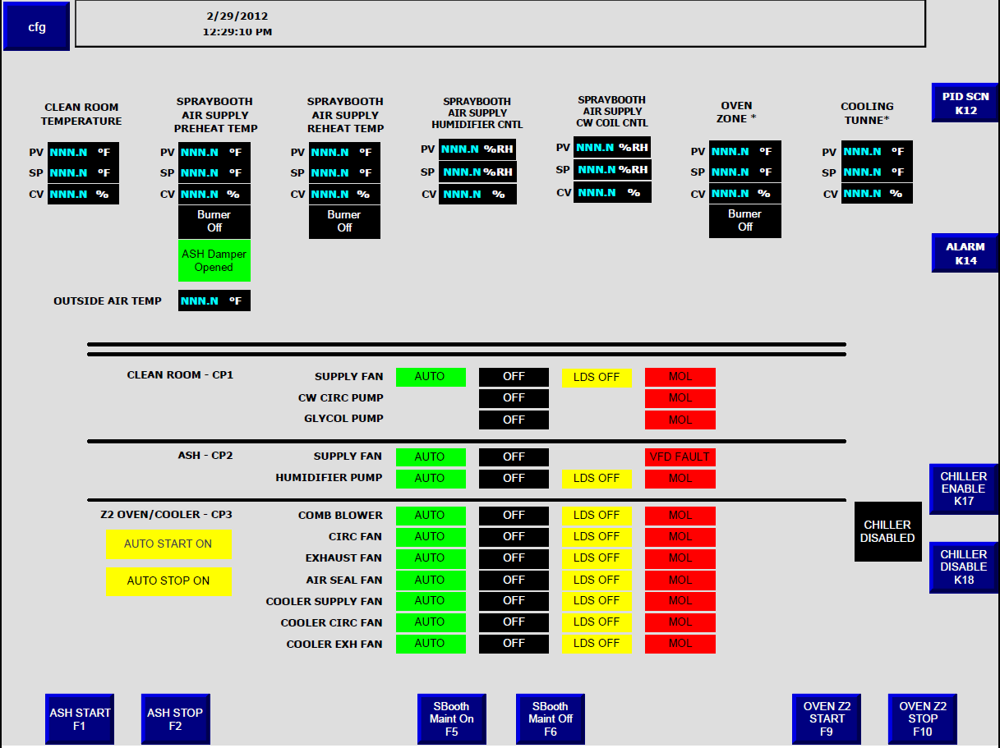 cfg
2/29/2012
12:29:10 PM
CLEAN ROOM
TEMPERATURE
PV NNN.N ºF
SP NNN.N ºF
CV NNN.N %
SPRAYBOOTH
AIR SUPPLY
PREHEAT TEMP
PV NNN.N ºF
SP NNN.N ºF
CV NNN.N %
Burner
Off
ASH Damper
Opened
OUTSIDE AIR TEMP NNN.N ºF
SPRAYBOOTH
AIR SUPPLY
REHEAT TEMP
PV NNN.N ºF
SP NNN.N ºF
CV NNN.N %
Burner
Off
SPRAYBOOTH
AIR SUPPLY
HUMIDIFIER CNTL
PV NNN.N %RH
SP NNN.N %RH
CV NNN.N %
SPRAYBOOTH
AIR SUPPLY
CW COIL CNTL
PV NNN.N %RH
SP NNN.N %RH
CV NNN.N %
OVEN
ZONE *
PV NNN.N ºF
SP NNN.N ºF
CV NNN.N %
Burner
Off
COOLING
TUNNE*
PV NNN.N ºF
SP NNN.N ºF
CV NNN.N %
PID SCN
K12
ALARM
K14
CLEAN ROOM - CP1 SUPPLY FAN AUTO OFF LDS OFF MOL
CW CIRC PUMP OFF MOL
GLYCOL PUMP OFF MOL
ASH - CP2 SUPPLY FAN AUTO OFF VFD FAULT
HUMIDIFIER PUMP AUTO OFF LDS OFF MOL
Z2 OVEN/COOLER - CP3 COMB BLOWER AUTO OFF LDS OFF MOL
CIRC FAN AUTO OFF LDS OFF MOL
EXHAUST FAN AUTO OFF LDS OFF MOL
AIR SEAL FAN AUTO OFF LDS OFF MOL
COOLER SUPPLY FAN AUTO OFF LDS OFF MOL
COOLER CIRC FAN AUTO OFF LDS OFF MOL
COOLER EXH FAN AUTO OFF LDS OFF MOL
AUTO START ON
AUTO STOP ON
CHILLER
DISABLED
CHILLER
ENABLE
K17
CHILLER
DISABLE
K18
ASH START
F1
ASH STOP
F2
SBooth
Maint On
F5
SBooth
Maint Off
F6
OVEN Z2
START
F9
OVEN Z2
STOP
F10